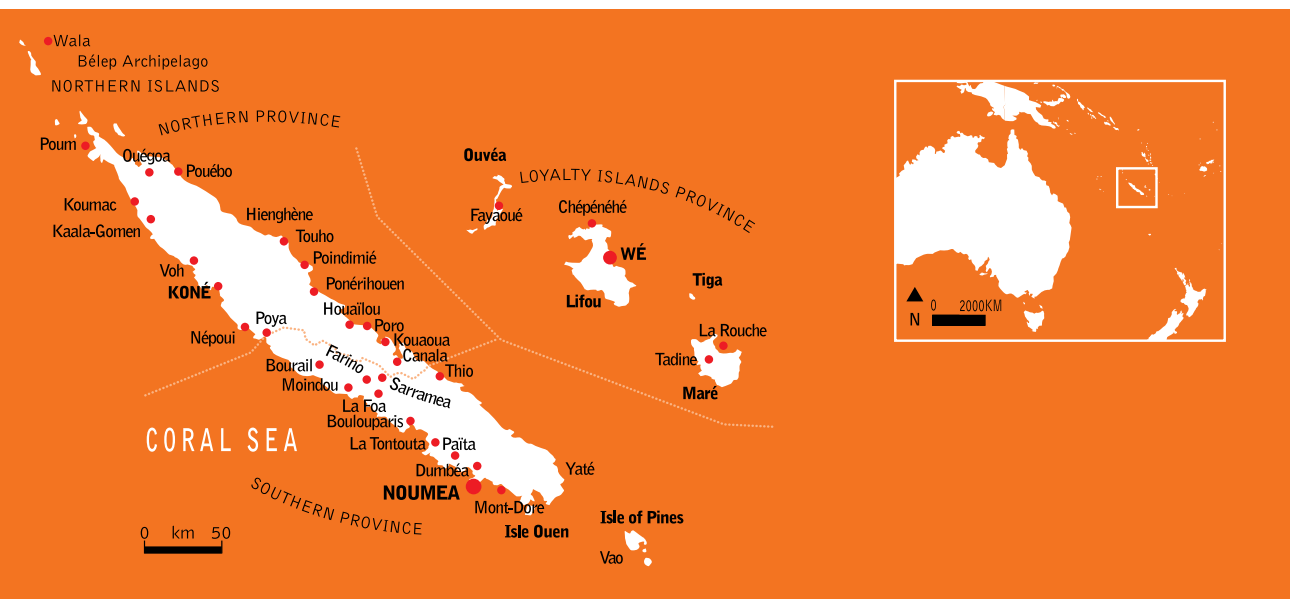 Wala
Bélep Archipelago
NORTHERN ISLANDS
NORTHERN PROVINCE
Poum
Ouégoa
Pouébo
Koumac
Kaala-Gomen
Hienghène
Touho
Poindimié
Voh
KONÉ
Ponérihouen
Houaïlou
Poya
Poro
Népoui
Kouaoua
Canala
Farino
Bourail
Thio
Moindou
Sarramea
La Foa
Boulouparis
La Tontouta
Païta
Dumbéa
Yaté
NOUMEA
Mont-Dore
Isle Ouen
Isle of Pines
Vao
CORAL SEA
SOUTHERN PROVINCE
0 km 50
Ouvéa
LOYALTY ISLANDS PROVINCE
Fayaoué
Chépénéhé
WÉ
Lifou
Tiga
La Rouche
Tadine
Maré
0 2000KM
N